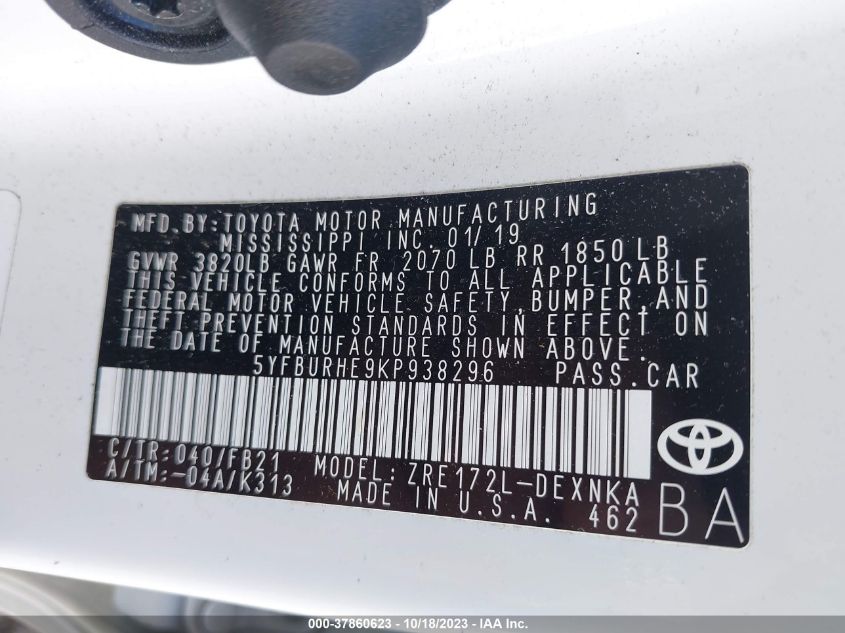 MFD. BY: TOYOTA MOTOR MANUFACTURING
MISSISSIPPI INC. 01/19
GVWR 3820LB GAWR FR 2070 LB RR 1850 LB
THIS VEHICLE CONFORMS TO ALL APPLICABLE
FEDERAL MOTOR VEHICLE SAFETY, BUMPER, AND
THEFT PREVENTION STANDARDS IN EFFECT ON
THE DATE OF MANUFACTURE SHOWN ABOVE.
5YFBURHE9KP938296 PASS. CAR
C/TR: 040/FB21 MODEL: ZRE172L-DEXNKA
A/TM: -04A/K313 MADE IN U.S.A. 462
BA
000-37860623 - 10/18/2023 - IAA Inc.